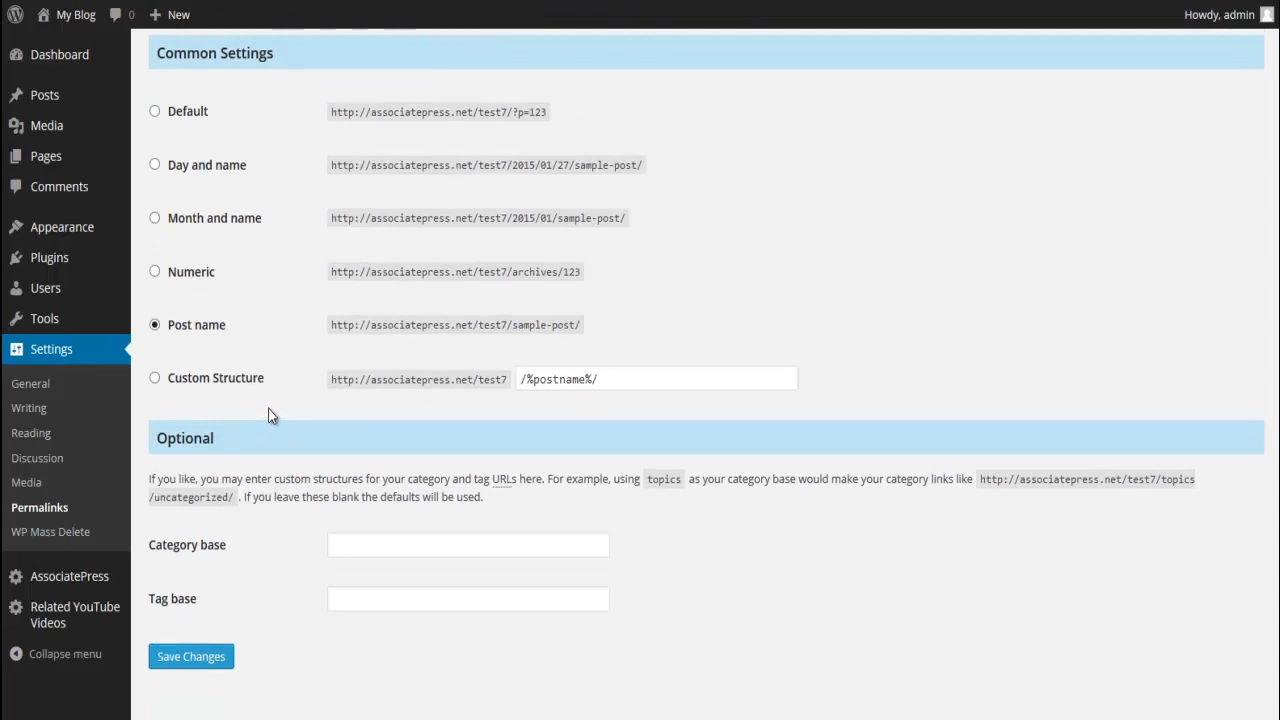 My Blog 0 New Howdy, admin
Dashboard
Posts
Media
Pages
Comments
Appearance
Plugins
Users
Tools
Settings
General
Writing
Reading
Discussion
Media
Permalinks
WP Mass Delete
AssociatePress
Related YouTube
Videos
Collapse menu
Common Settings
Default http://associatepress.net/test7/?p=123
Day and name http://associatepress.net/test7/2015/01/27/sample-post/
Month and name http://associatepress.net/test7/2015/01/sample-post/
Numeric http://associatepress.net/test7/archives/123
Post name http://associatepress.net/test7/sample-post/
Custom Structure http://associatepress.net/test7 /%postname%/
Optional
If you like, you may enter custom structures for your category and tag URLs here. For example, using topics as your category base would make your category links like http://associatepress.net/test7/topics
/uncategorized/ . If you leave these blank the defaults will be used.
Category base
Tag base
Save Changes